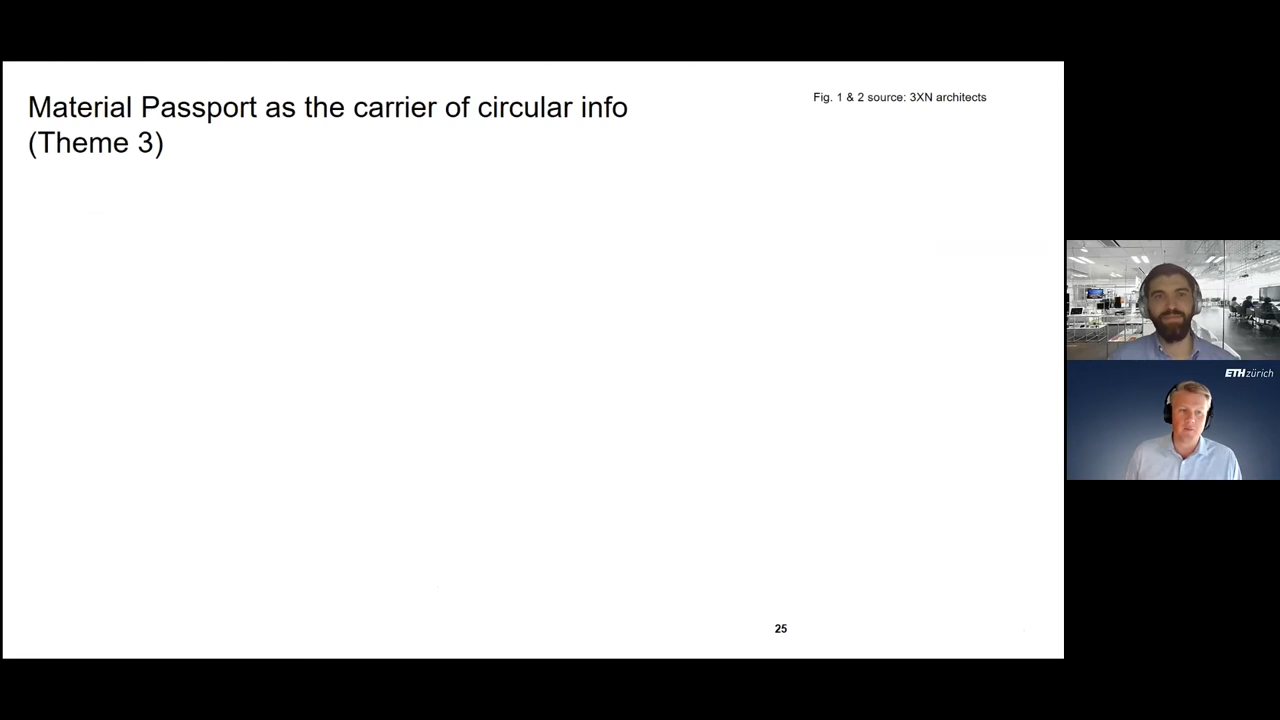 Material Passport as the carrier of circular info
(Theme 3)
Fig. 1 & 2 source: 3XN architects
ETH zürich
25